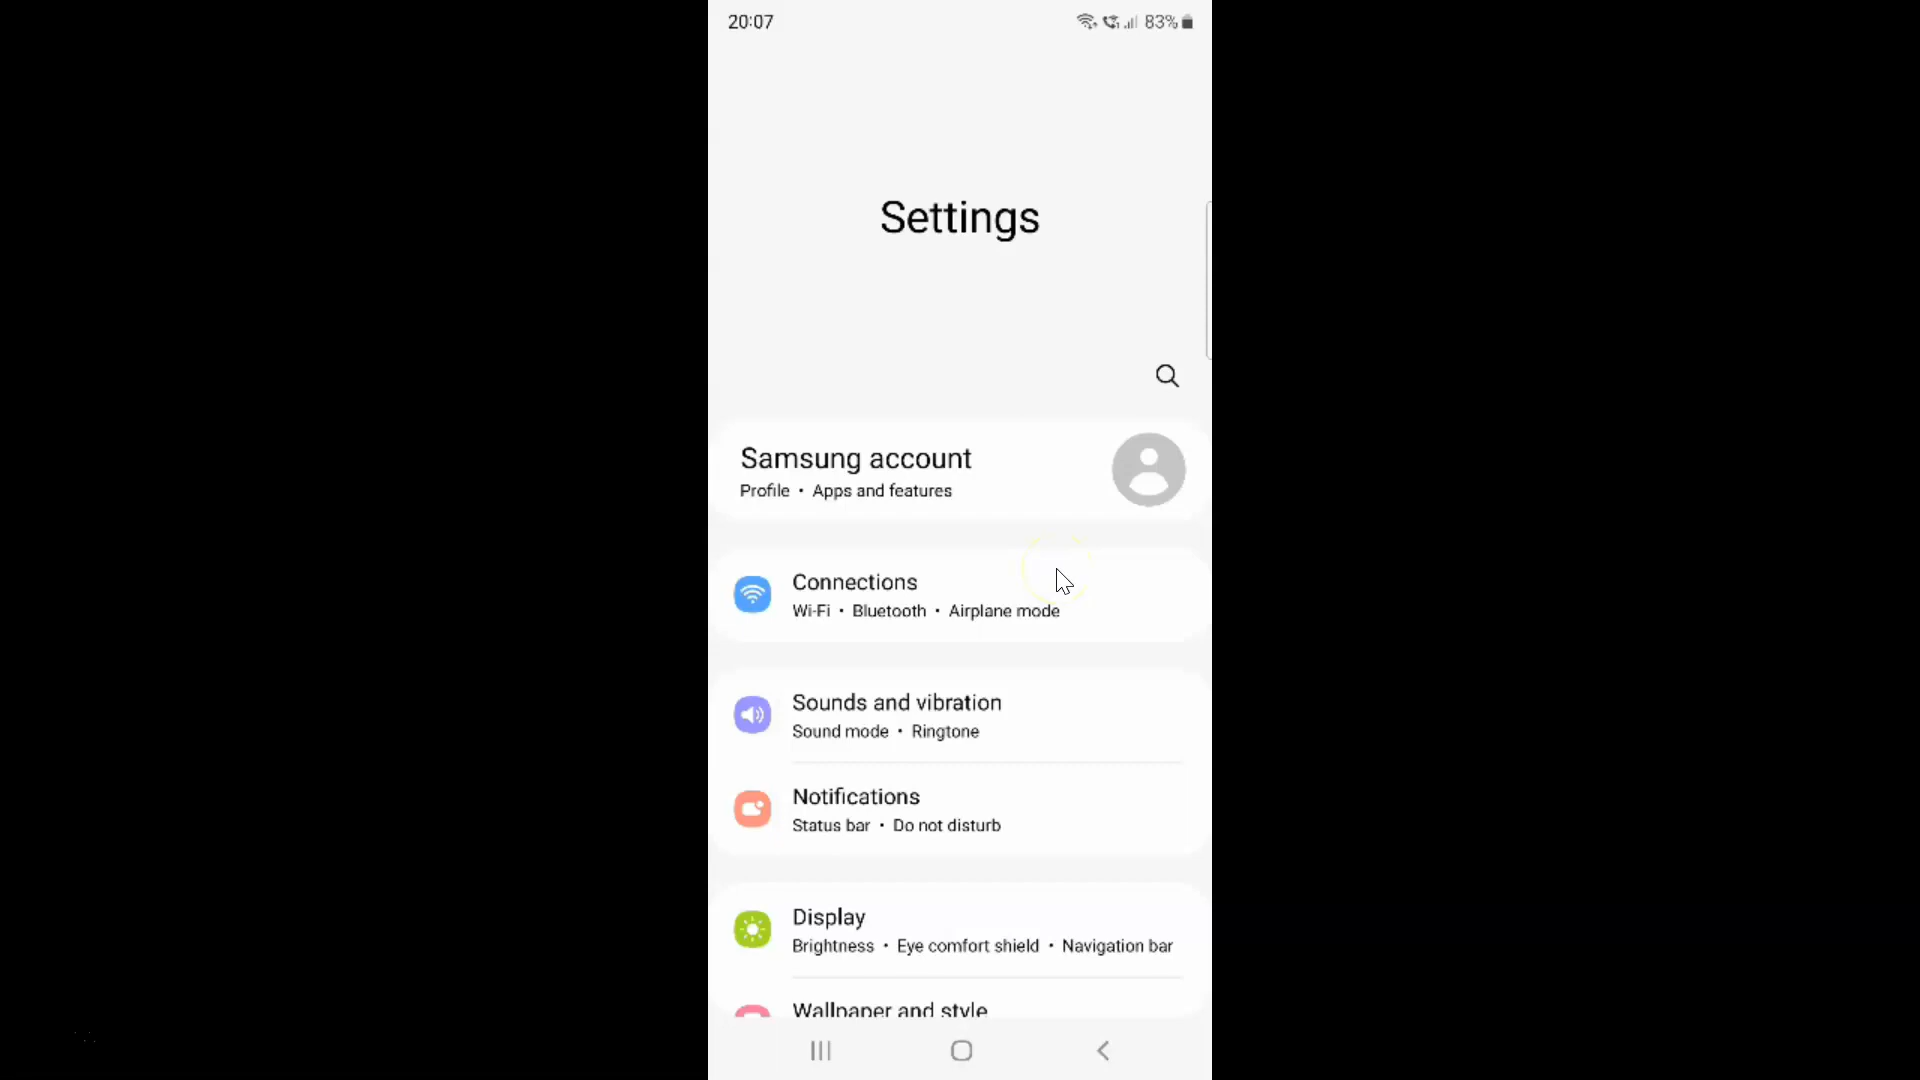 20:07 83%
Settings
Samsung account
Profile • Apps and features
Connections
Wi-Fi • Bluetooth • Airplane mode
Sounds and vibration
Sound mode • Ringtone
Notifications
Status bar • Do not disturb
Display
Brightness • Eye comfort shield • Navigation bar
Wallpaper and style